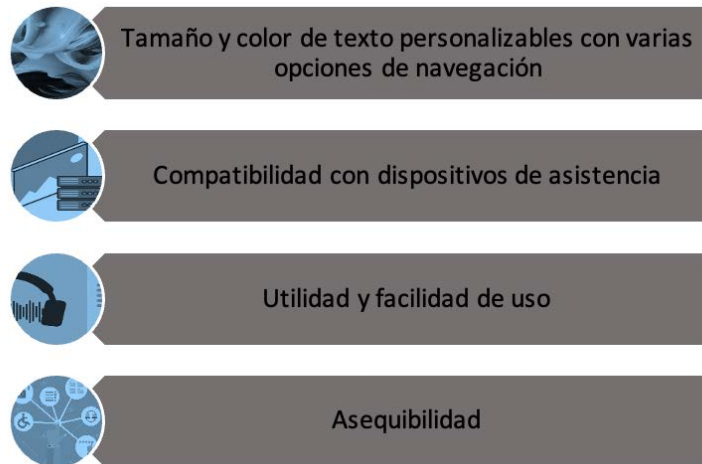 Tamaño y color de texto personalizables con varias
opciones de navegación
Compatibilidad con dispositivos de asistencia
Utilidad y facilidad de uso
Asequibilidad